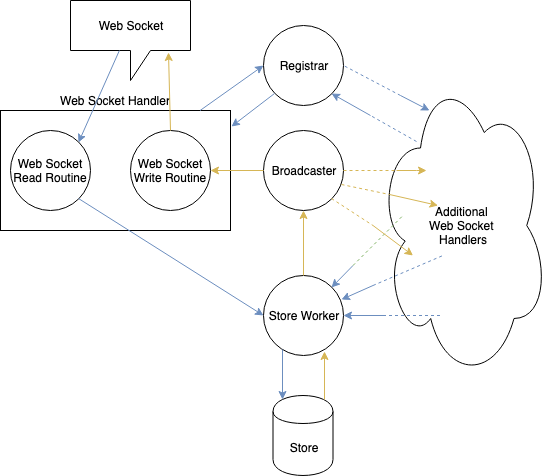 Web Socket
Registrar
Web Socket Handler
Web Socket
Read Routine
Web Socket
Write Routine
Broadcaster
Additional
Web Socket
Handlers
Store Worker
Store